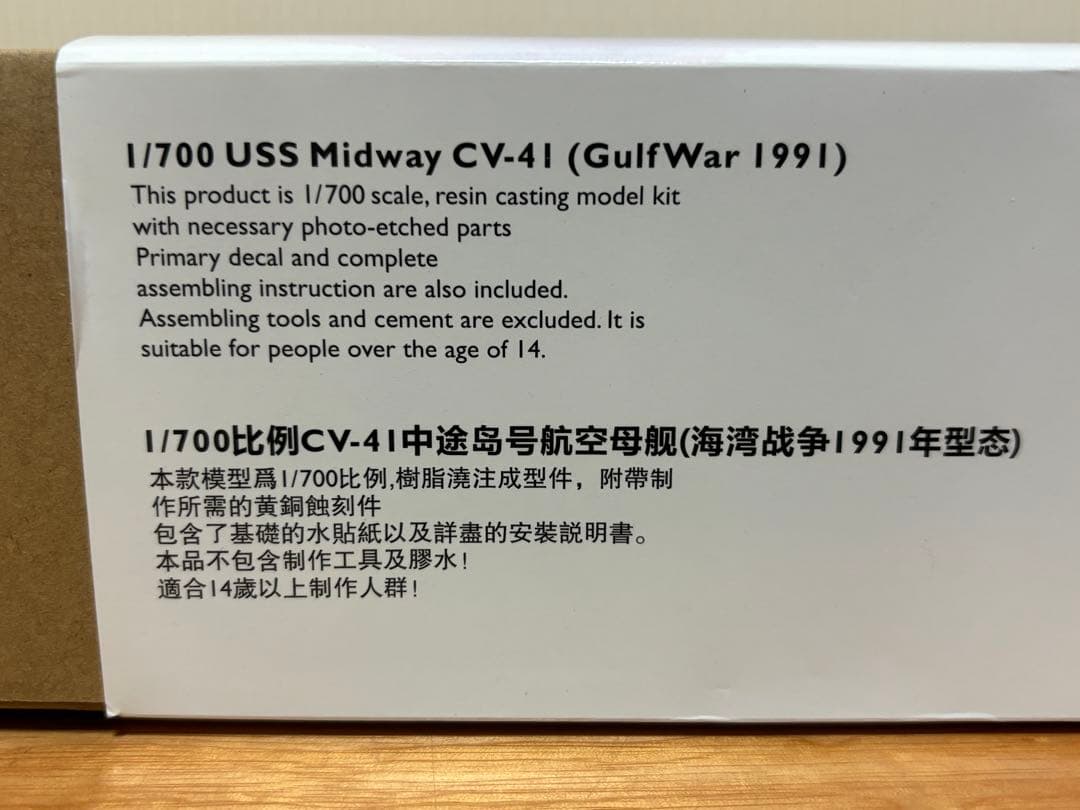 1/700 USS Midway CV-41 (Gulf War 1991)
This product is 1/700 scale, resin casting model kit
with necessary photo-etched parts
Primary decal and complete
assembling instruction are also included.
Assembling tools and cement are excluded. It is
suitable for people over the age of 14.
1/700比例CV-41中途岛号航空母舰(海湾战争1991年型态)
本款模型爲1/700比例,樹脂澆注成型件，附帶制
作所需的黄銅蝕刻件
包含了基礎的水貼紙以及詳盡的安裝説明書。
本品不包含制作工具及膠水!
適合14歲以上制作人群!